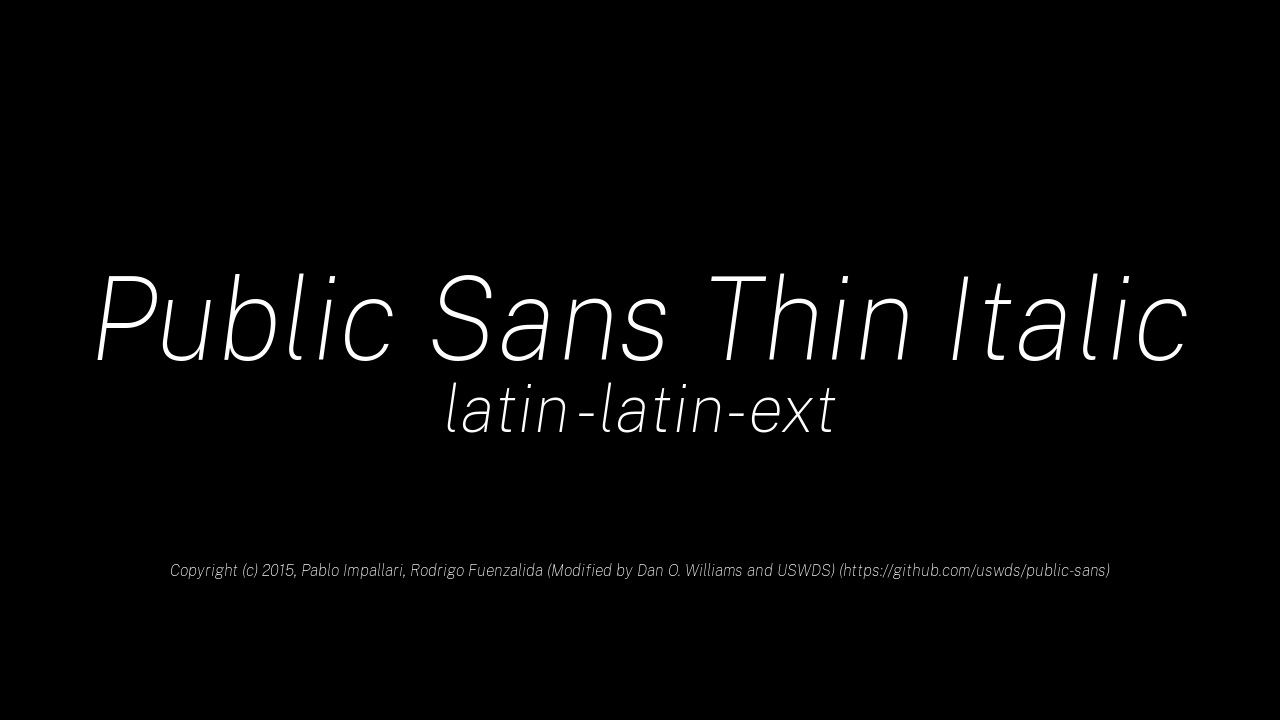 Public Sans Thin Italic
latin-latin-ext
Copyright (c) 2015, Pablo Impallari, Rodrigo Fuenzalida (Modified by Dan O. Williams and USWDS) (https://github.com/uswds/public-sans)